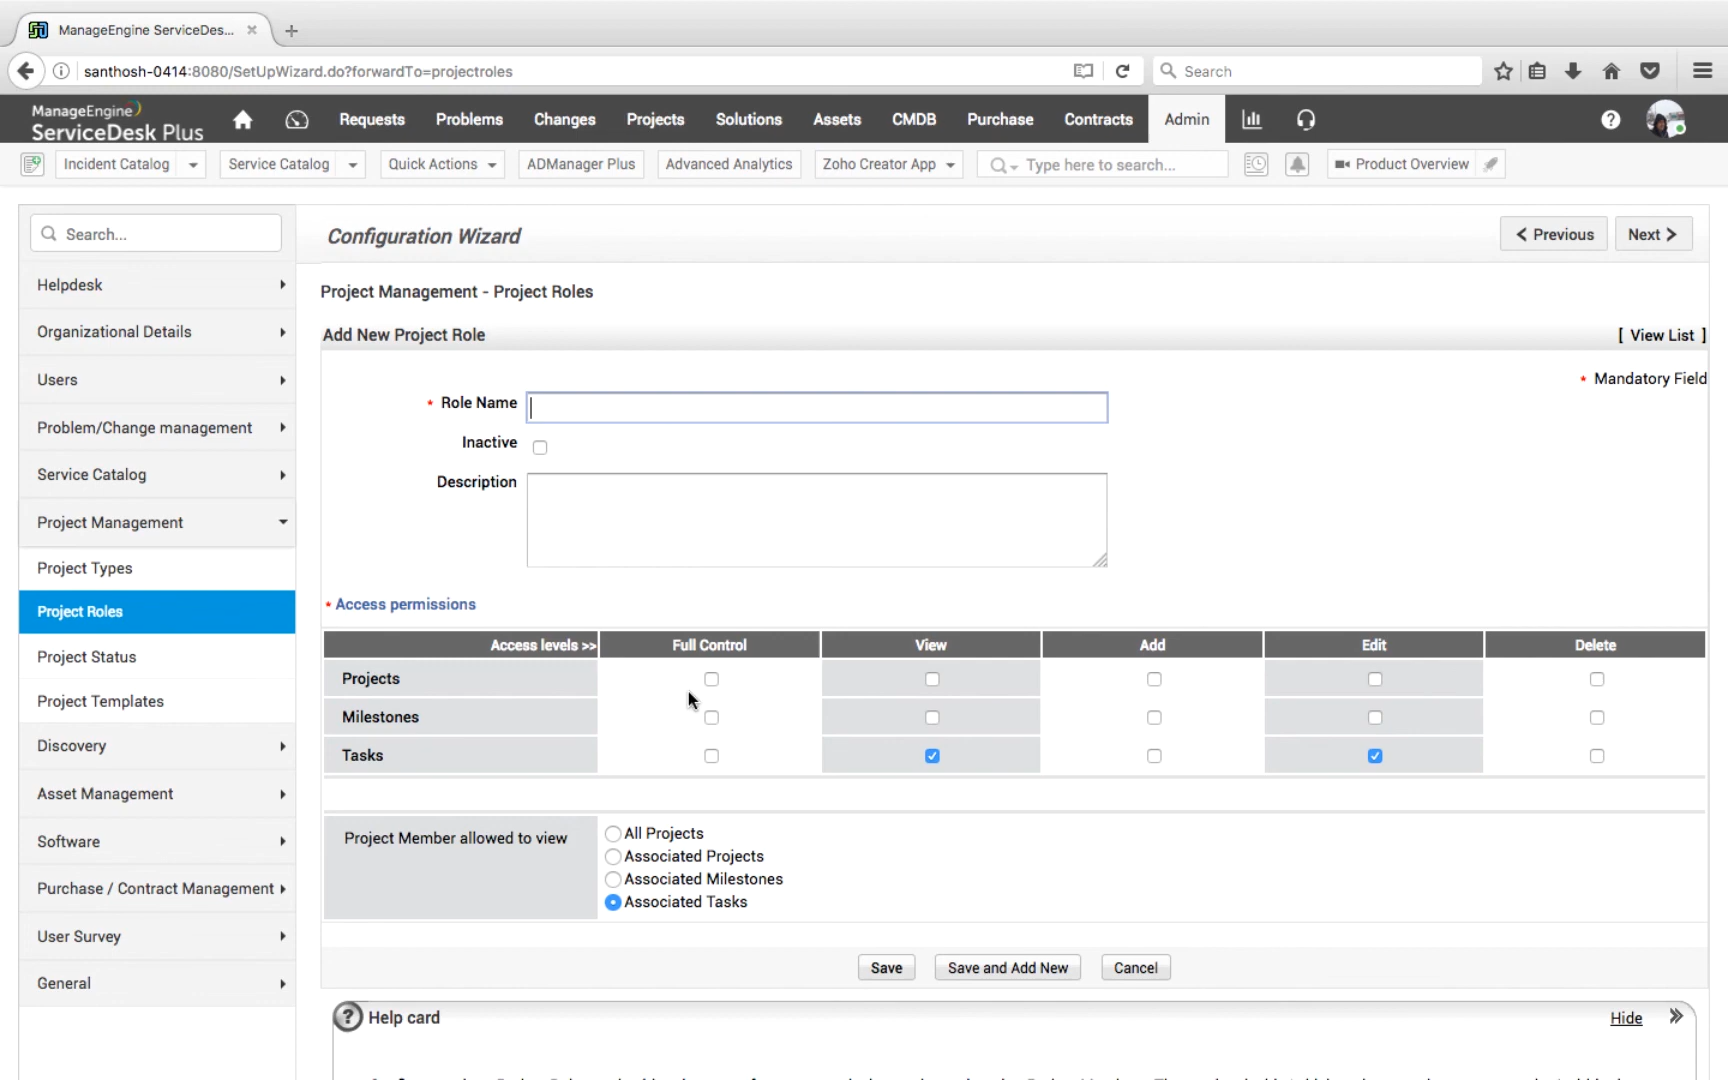 ManageEngine ServiceDes...
santhosh-0414:8080/SetUpWizard.do?forwardTo=projectroles
Search
ManageEngine
ServiceDesk Plus
Requests Problems Changes Projects Solutions Assets CMDB Purchase Contracts Admin
Incident Catalog Service Catalog Quick Actions ADManager Plus Advanced Analytics Zoho Creator App Type here to search... Product Overview
Search...
Configuration Wizard
Previous
Next
Helpdesk
Organizational Details
Users
Problem/Change management
Service Catalog
Project Management
Project Types
Project Roles
Project Status
Project Templates
Discovery
Asset Management
Software
Purchase / Contract Management
User Survey
General
Project Management - Project Roles
Add New Project Role
[ View List ]
* Mandatory Field
* Role Name
Inactive
Description
* Access permissions
Access levels >> Full Control View Add Edit Delete
Projects
Milestones
Tasks
Project Member allowed to view
All Projects
Associated Projects
Associated Milestones
Associated Tasks
Save Save and Add New Cancel
? Help card
Hide